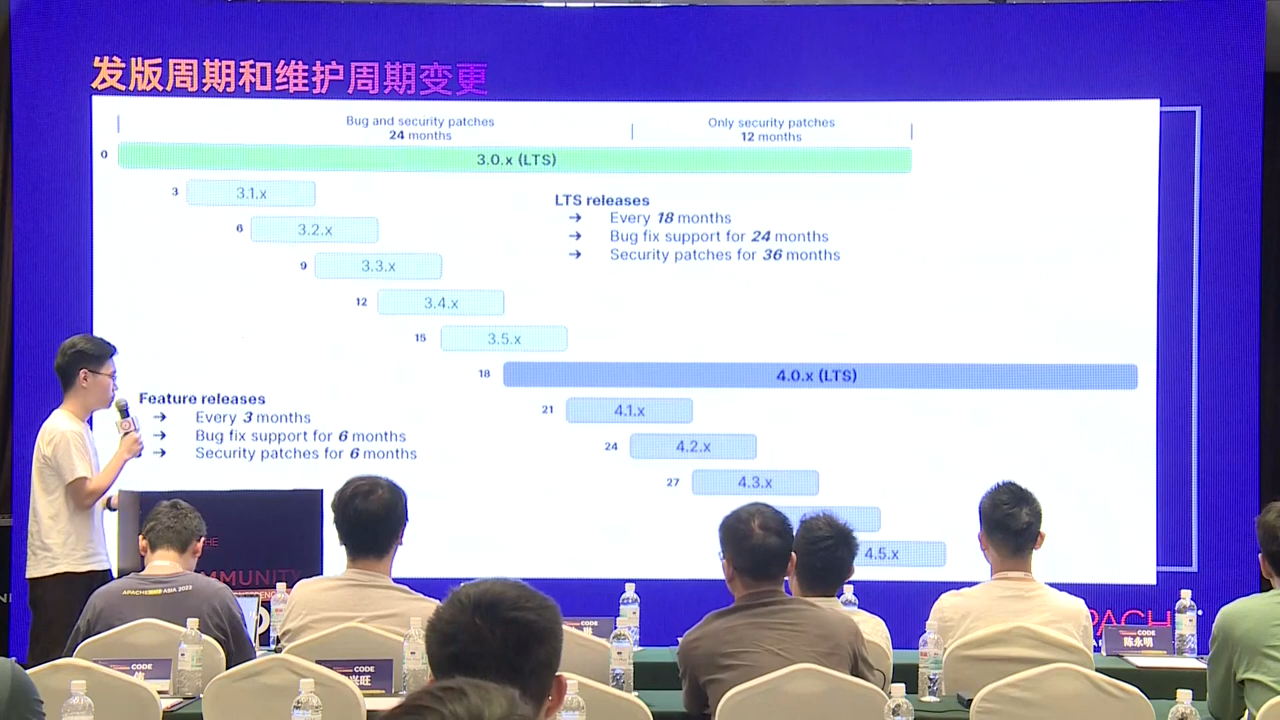 发版周期和维护周期变更
Bug and security patches
24 months
Only security patches
12 months
0
3.0.x (LTS)
3
3.1.x
LTS releases
→ Every 18 months
→ Bug fix support for 24 months
→ Security patches for 36 months
6
3.2.x
9
3.3.x
12
3.4.x
15
3.5.x
18
4.0.x (LTS)
Feature releases
→ Every 3 months
→ Bug fix support for 6 months
→ Security patches for 6 months
21
4.1.x
24
4.2.x
27
4.3.x
4.5.x
ASIA 2023
CODE
CODE
兴旺
CODE
CODE
陈永明